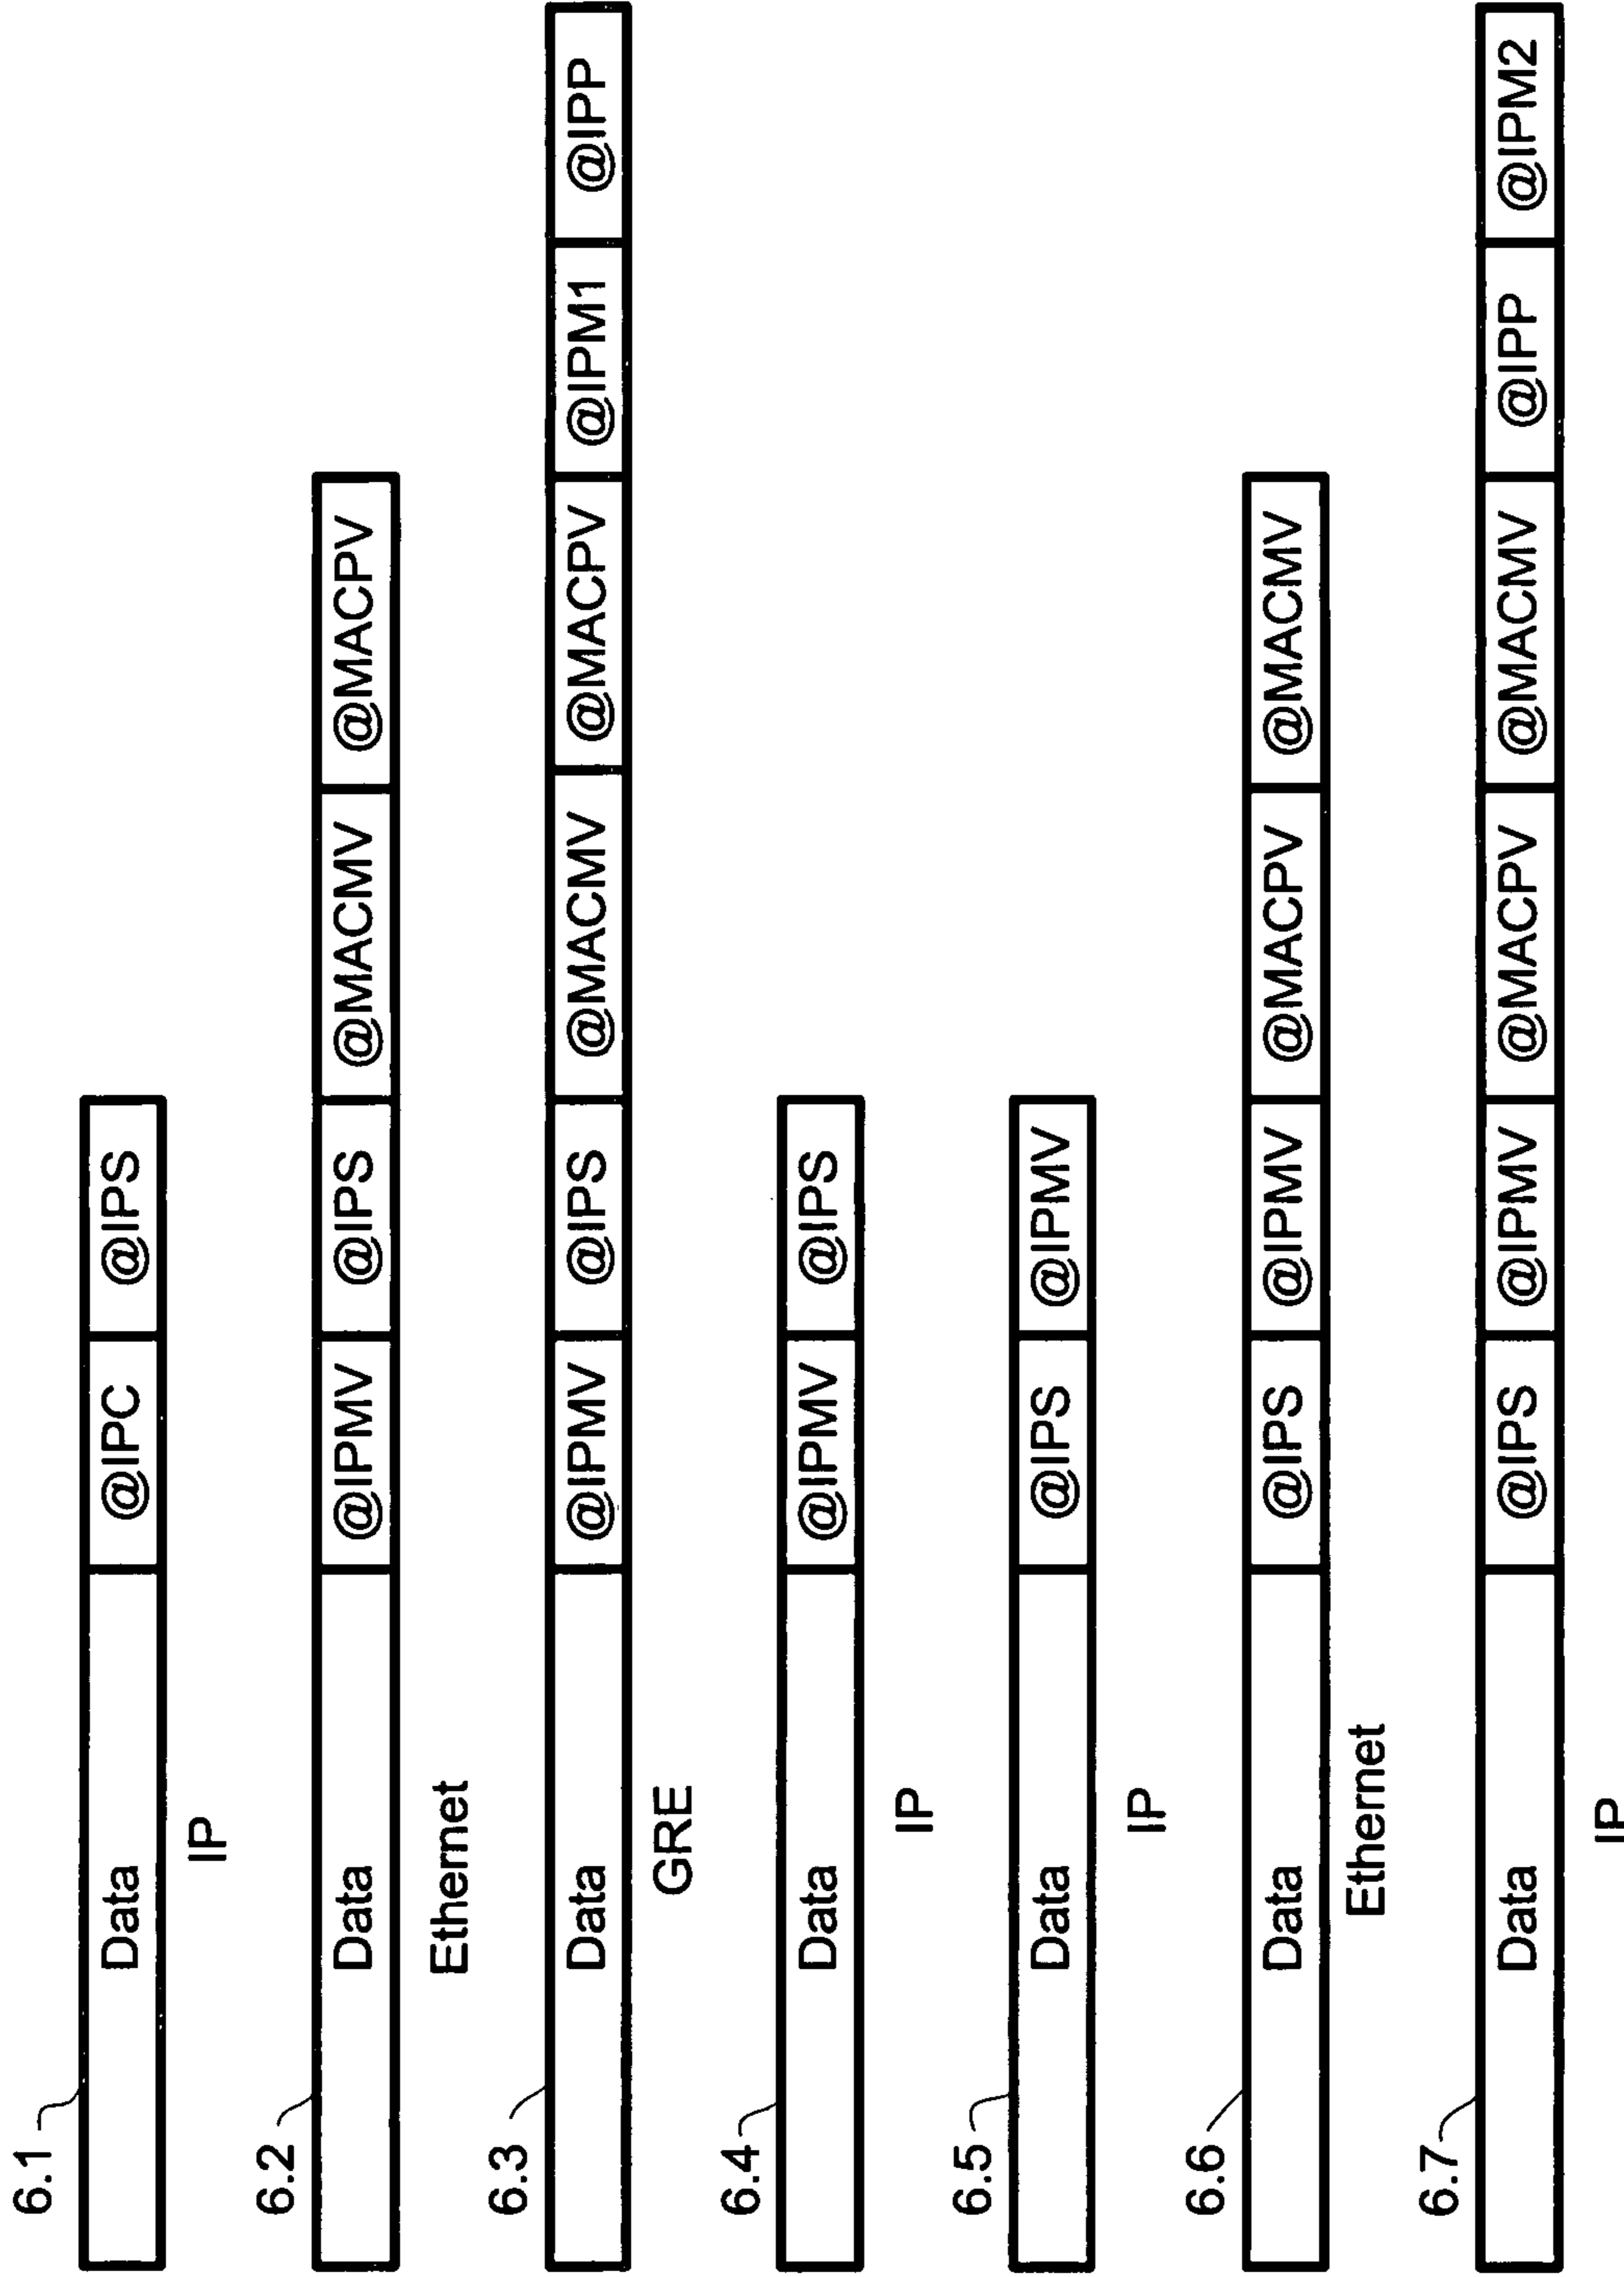 6.1
Data @IPC @IPS
IP
6.2
Data @IPMV @IPS @MACMV @MACPV
Ethernet
6.3
Data @IPMV @IPS @MACMV @MACPV @IPM1 @IPP
GRE
6.4
Data @IPMV @IPS
IP
6.5
Data @IPS @IPMV
IP
6.6
Data @IPS @IPMV @MACPV @MACMV
Ethernet
6.7
Data @IPS @IPMV @MACPV @MACMV @IPP @IPM2
IP